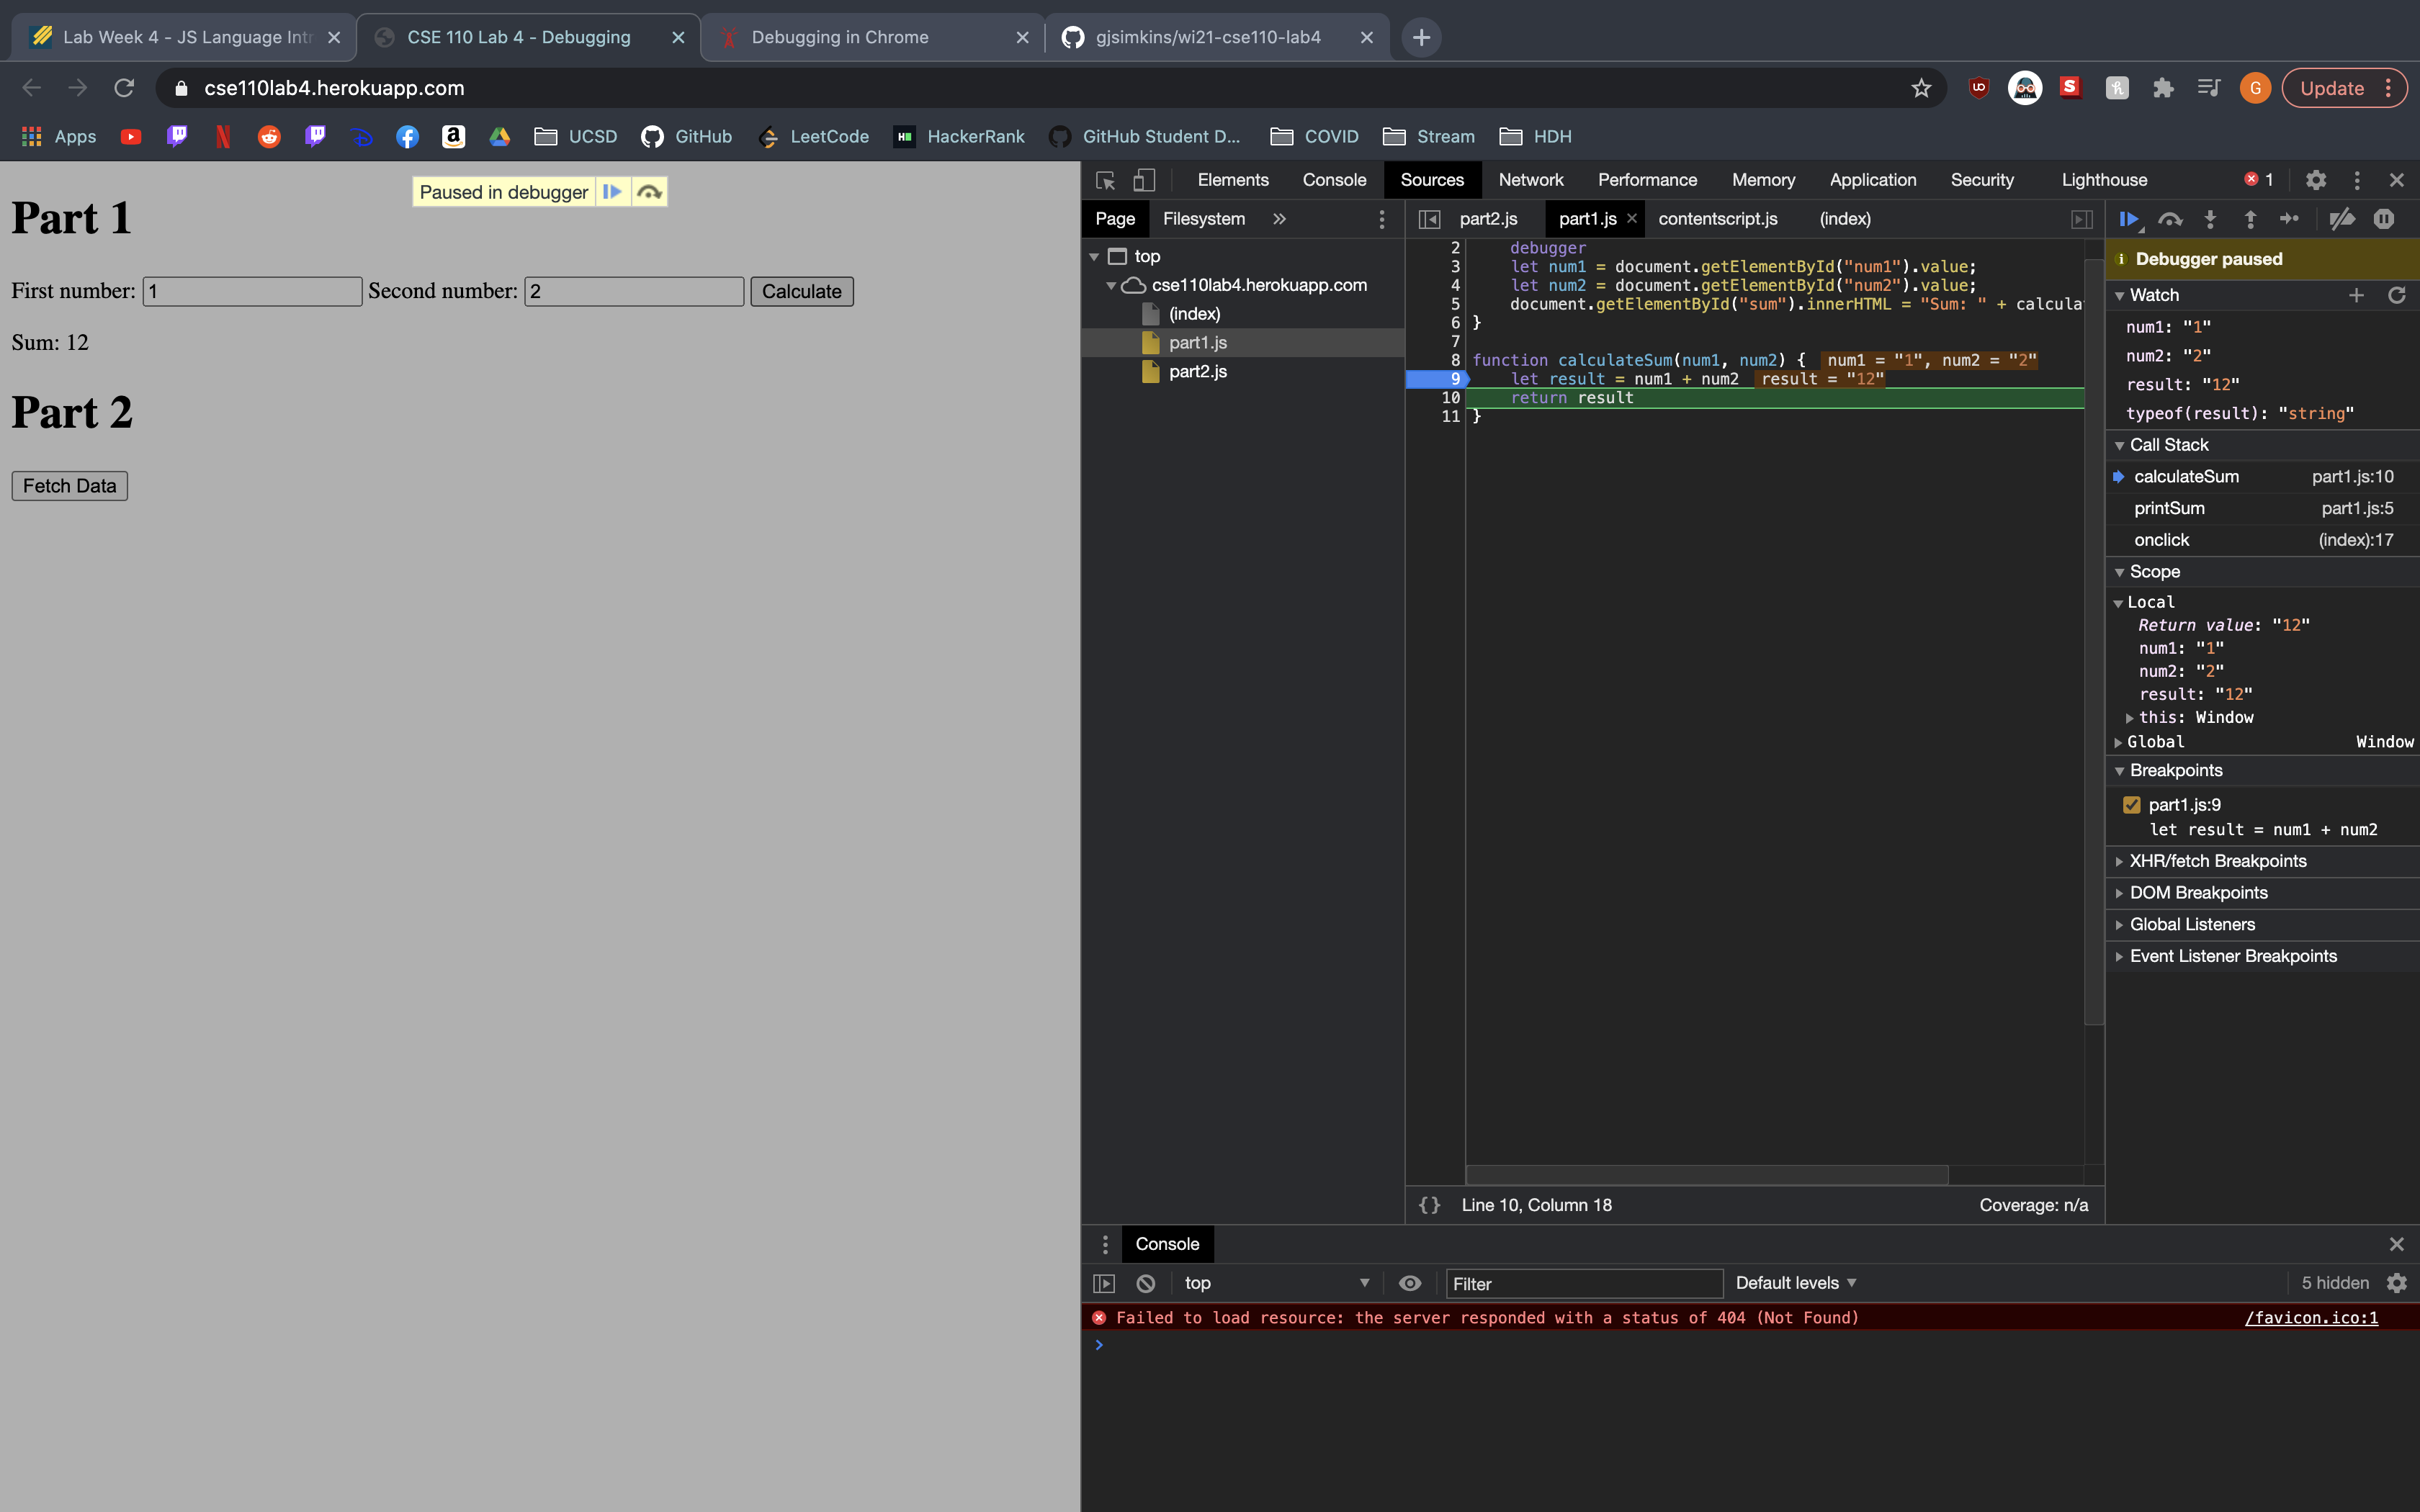 Lab Week 4 - JS Language Intr
CSE 110 Lab 4 - Debugging
Debugging in Chrome
gjsimkins/wi21-cse110-lab4
cse110lab4.herokuapp.com
G
Update
Apps
UCSD
GitHub
LeetCode
HackerRank
GitHub Student D...
COVID
Stream
HDH
Paused in debugger
Part 1
First number: 1 Second number: 2 Calculate
Sum: 12
Part 2
Fetch Data
Elements Console Sources Network Performance Memory Application Security Lighthouse 1
Page Filesystem »
top
cse110lab4.herokuapp.com
(index)
part1.js
part2.js
part2.js part1.js contentscript.js (index)
2 debugger
3 let num1 = document.getElementById("num1").value;
4 let num2 = document.getElementById("num2").value;
5 document.getElementById("sum").innerHTML = "Sum: " + calcula
6 }
7
8 function calculateSum(num1, num2) { num1 = "1", num2 = "2"
9 let result = num1 + num2 result = "12"
10 return result
11 }
{} Line 10, Column 18 Coverage: n/a
Debugger paused
Watch
num1: "1"
num2: "2"
result: "12"
typeof(result): "string"
Call Stack
calculateSum part1.js:10
printSum part1.js:5
onclick (index):17
Scope
Local
Return value: "12"
num1: "1"
num2: "2"
result: "12"
this: Window
Global Window
Breakpoints
part1.js:9
let result = num1 + num2
XHR/fetch Breakpoints
DOM Breakpoints
Global Listeners
Event Listener Breakpoints
Console
top Filter Default levels 5 hidden
Failed to load resource: the server responded with a status of 404 (Not Found) /favicon.ico:1